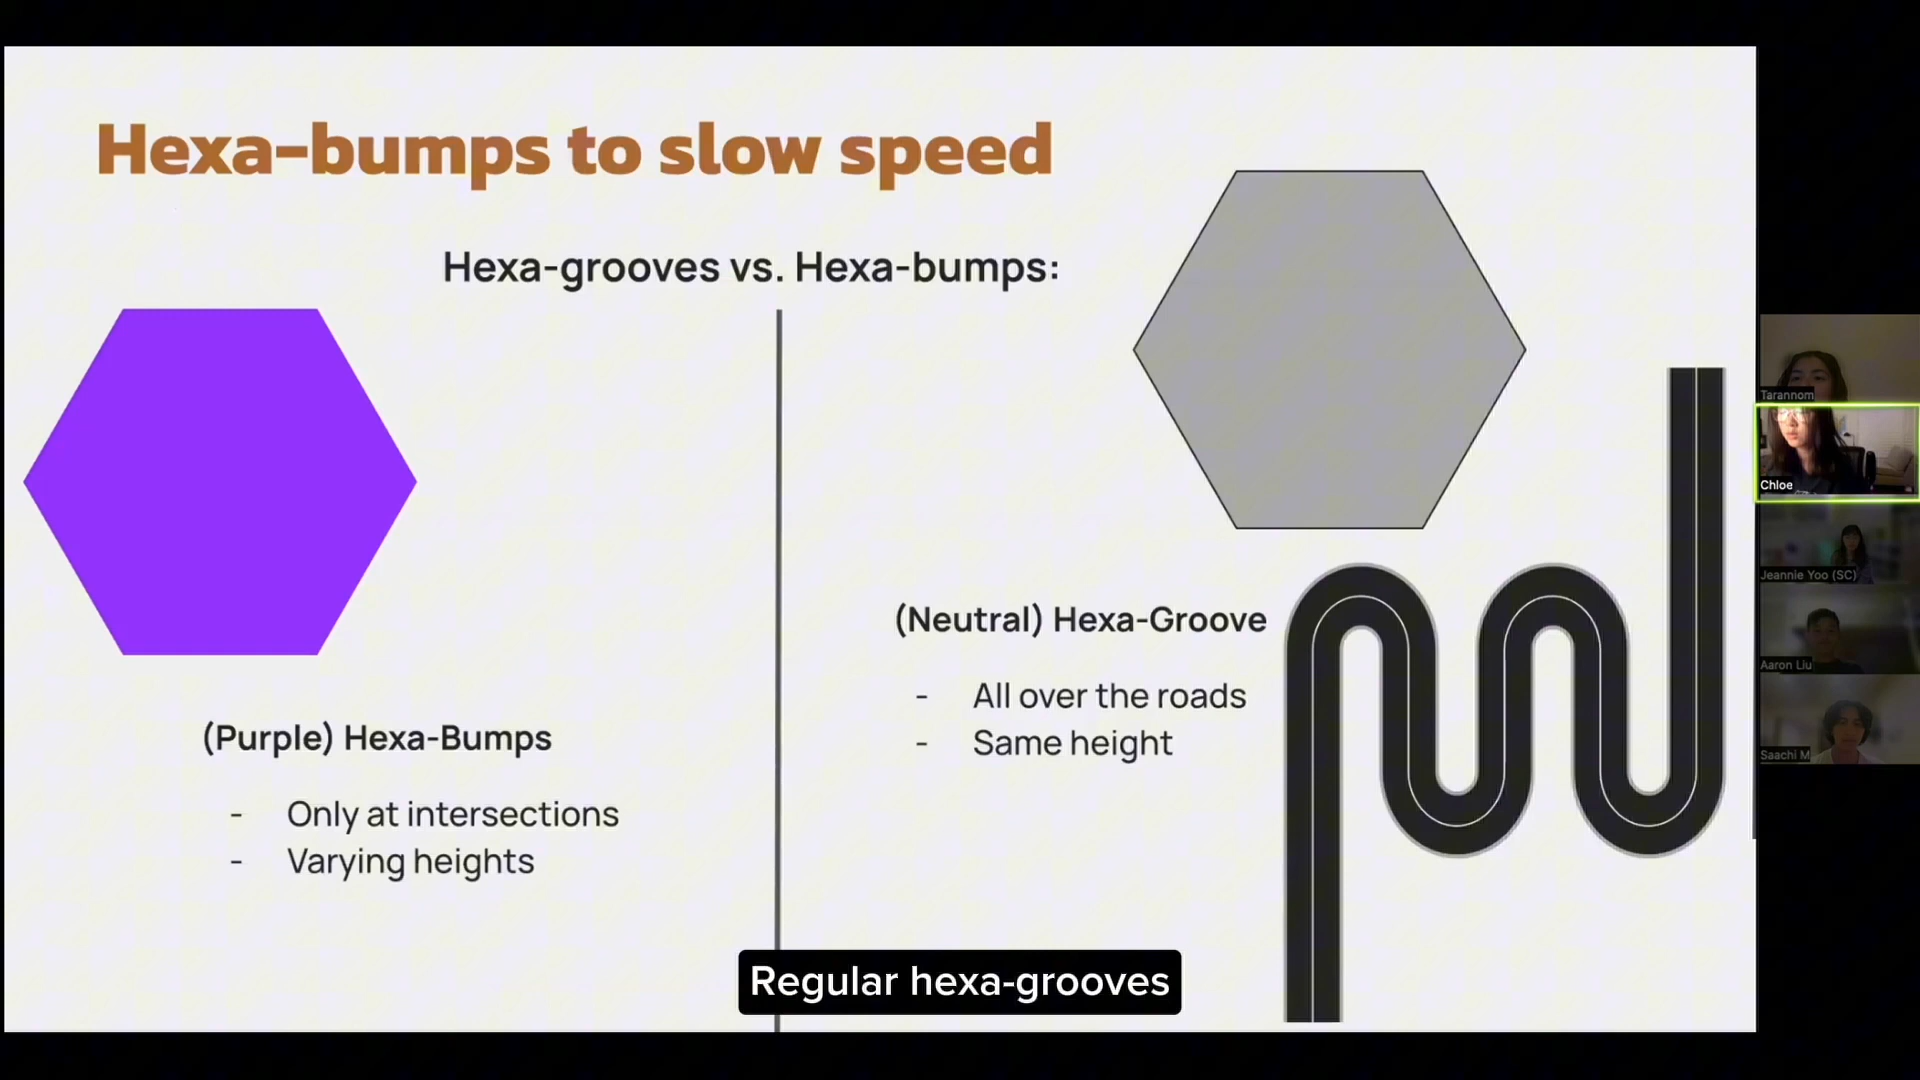 Hexa-bumps to slow speed
Hexa-grooves vs. Hexa-bumps:
(Purple) Hexa-Bumps
- Only at intersections
- Varying heights
(Neutral) Hexa-Groove
- All over the roads
- Same height
Regular hexa-grooves
Tarannom
Chloe
Jeannie Yoo (SC)
Aaron Liu
Saachi M